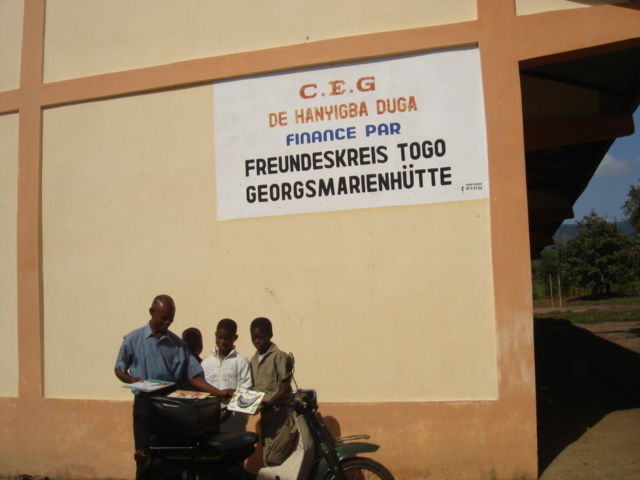 C.E.G
DE HANYIGBA DUGA
FINANCE PAR
FREUNDESKREIS TOGO
GEORGSMARIENHÜTTE